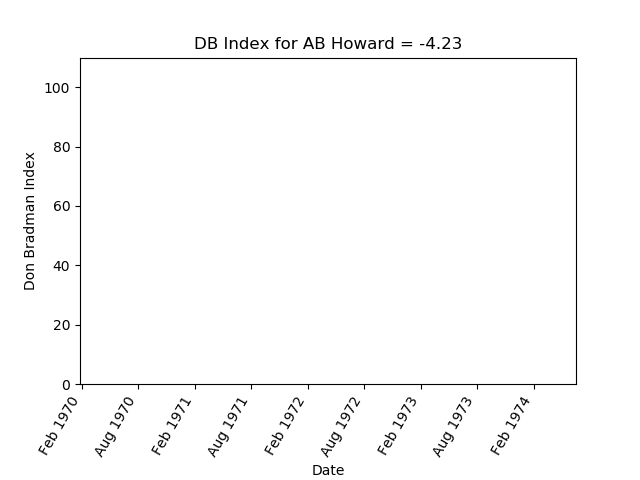 DB Index for AB Howard = -4.23
100
80
60
40
20
0
Don Bradman Index
Feb 1970
Aug 1970
Feb 1971
Aug 1971
Feb 1972
Aug 1972
Feb 1973
Aug 1973
Feb 1974
Date